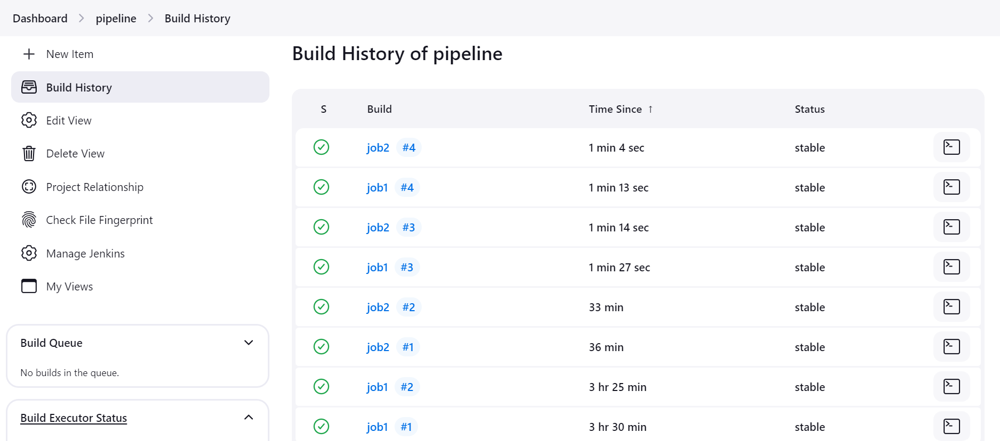 Dashboard > pipeline > Build History
New Item
Build History
Edit View
Delete View
Project Relationship
Check File Fingerprint
Manage Jenkins
My Views
Build Queue
No builds in the queue.
Build Executor Status
Build History of pipeline
S Build Time Since ↑ Status
job2 #4 1 min 4 sec stable
job1 #4 1 min 13 sec stable
job2 #3 1 min 14 sec stable
job1 #3 1 min 27 sec stable
job2 #2 33 min stable
job2 #1 36 min stable
job1 #2 3 hr 25 min stable
job1 #1 3 hr 30 min stable